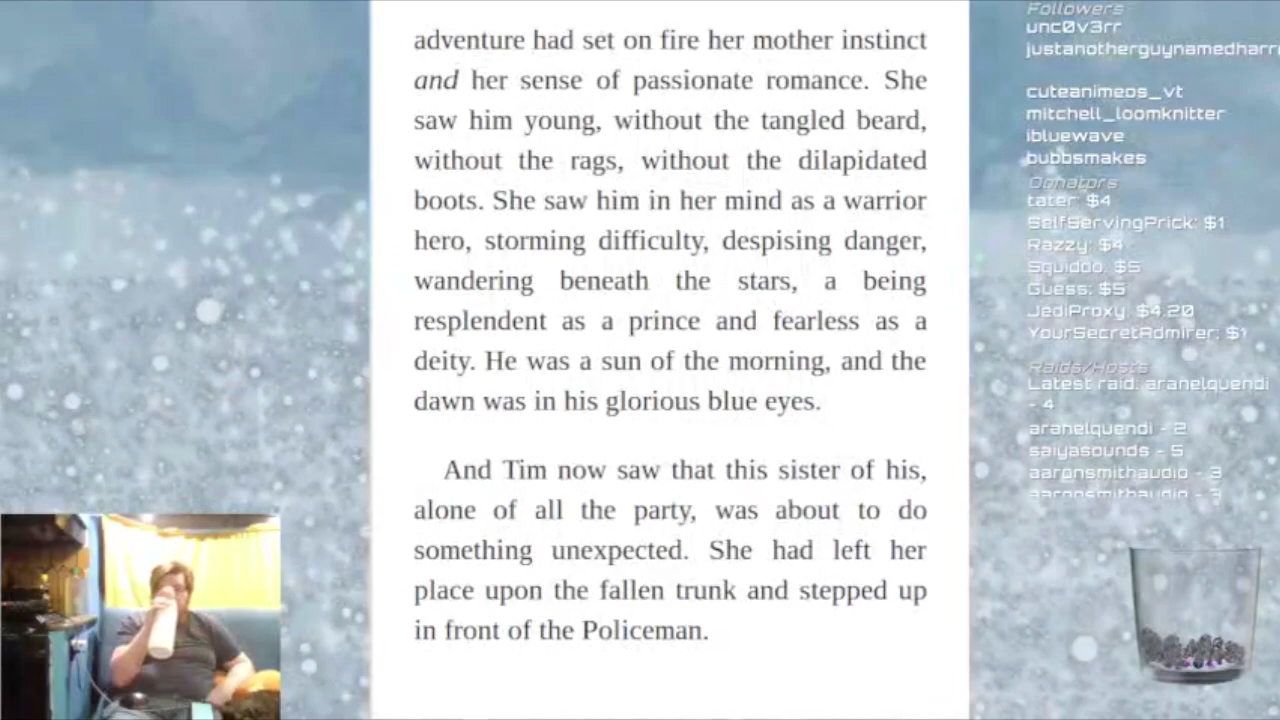 adventure had set on fire her mother instinct
and her sense of passionate romance. She
saw him young, without the tangled beard,
without the rags, without the dilapidated
boots. She saw him in her mind as a warrior
hero, storming difficulty, despising danger,
wandering beneath the stars, a being
resplendent as a prince and fearless as a
deity. He was a sun of the morning, and the
dawn was in his glorious blue eyes.
And Tim now saw that this sister of his,
alone of all the party, was about to do
something unexpected. She had left her
place upon the fallen trunk and stepped up
in front of the Policeman.
Followers
unc0v3rr
justanotherguynamedharr
cuteanimeos_vt
mitchell_loomknitter
ibluewave
bubbsmakes
Donators
tater: $4
SelfServingPrick: $1
Razzy: $4
Squiddo: $5
Guess: $5
JediProxy: $4.20
YourSecretAdmirer: $1
Raids/Hosts
Latest raid: aranelquendi
- 4
aranelquendi - 2
saiyasounds - 5
aaronsmithaudio - 3
aaronsmithaudio - 3